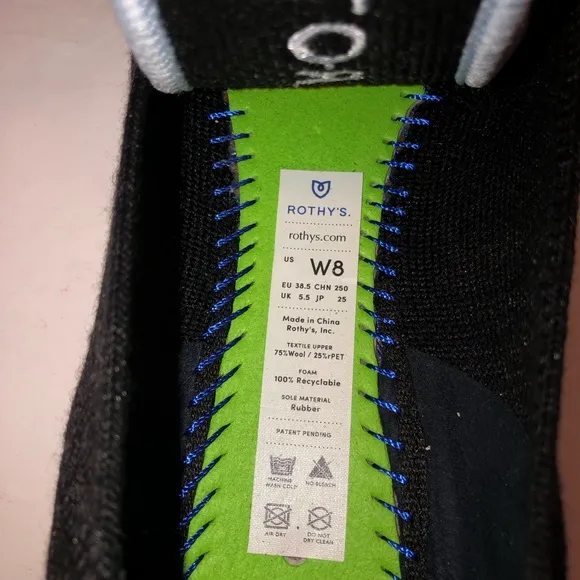 ROTHY'S.
rothys.com
US W8
EU 38.5 CHN 250
UK 5.5 JP 25
Made in China
Rothy's, Inc.
TEXTILE UPPER
75%Wool / 25%rPET
FOAM
100% Recyclable
SOLE MATERIAL
Rubber
PATENT PENDING
MACHINE NO BLEACH
WASH COLD
AIR DRY DO NOT
DRY CLEAN